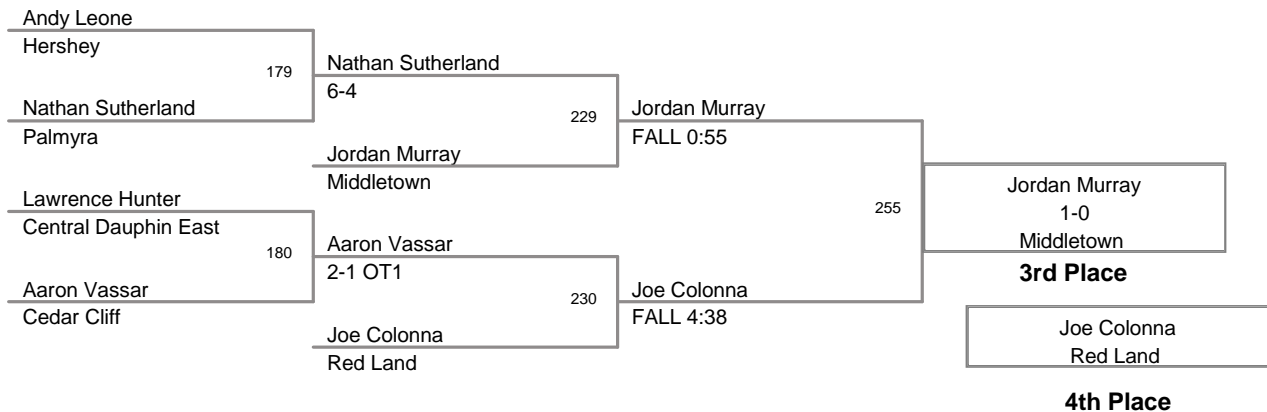 Andy Leone
Hershey
179
Nathan Sutherland
Palmyra
Nathan Sutherland
6-4
229
Jordan Murray
Middletown
Jordan Murray
FALL 0:55
Lawrence Hunter
Central Dauphin East
180
Aaron Vassar
Cedar Cliff
Aaron Vassar
2-1 OT1
230
Joe Colonna
Red Land
Joe Colonna
FALL 4:38
255
Jordan Murray
1-0
Middletown
3rd Place
Joe Colonna
Red Land
4th Place